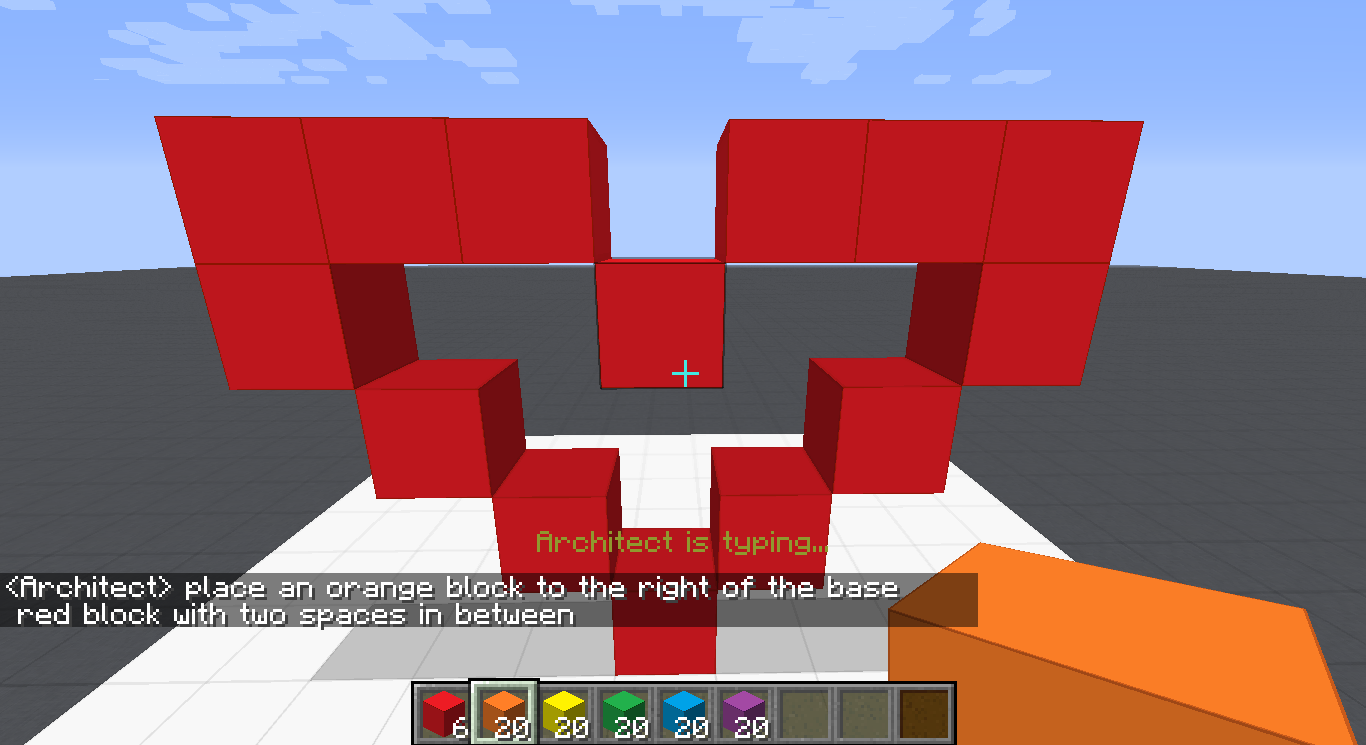 Architect is typing...
<Architect> place an orange block to the right of the base
red block with two spaces in between
6 20 20 20 20 20